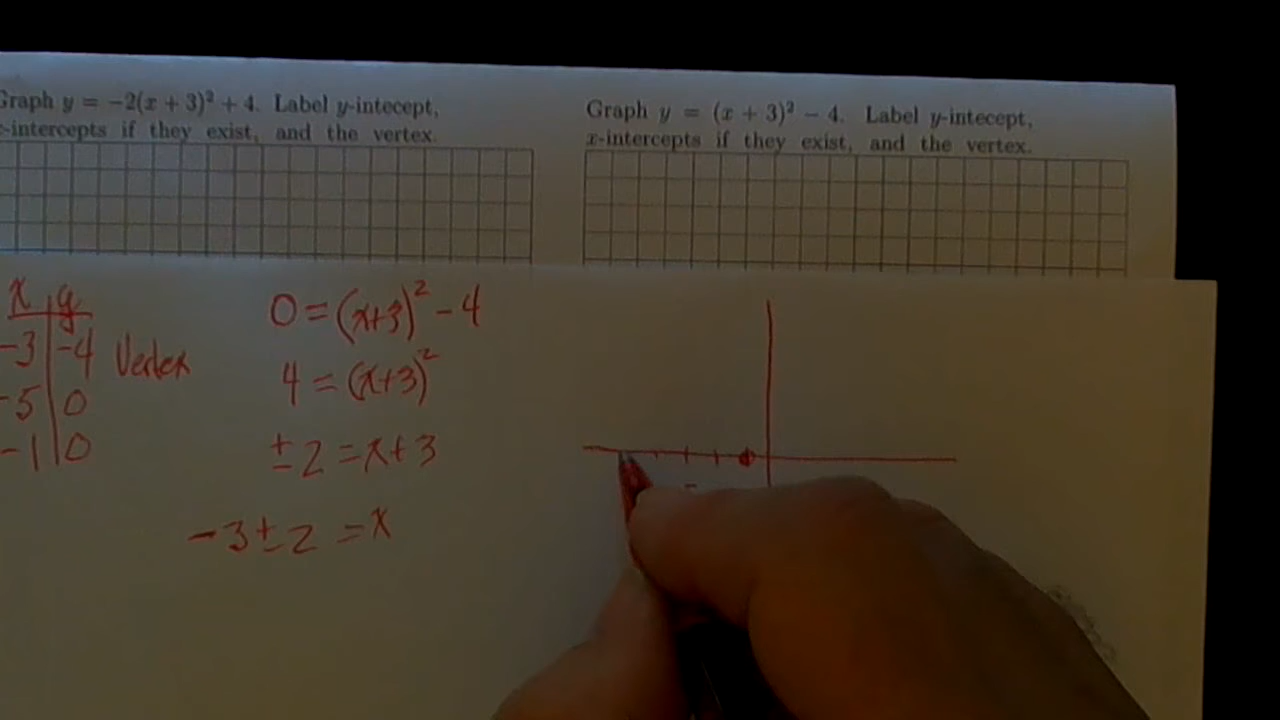 Graph y = −2(x + 3)² + 4. Label y-intecept,
x-intercepts if they exist, and the vertex.
Graph y = (x + 3)² − 4. Label y-intecept,
x-intercepts if they exist, and the vertex.
x y
-3 -4 Vertex
-5 0
-1 0
0 = (x+3)² - 4
4 = (x+3)²
± 2 = x + 3
-3 ± 2 = x